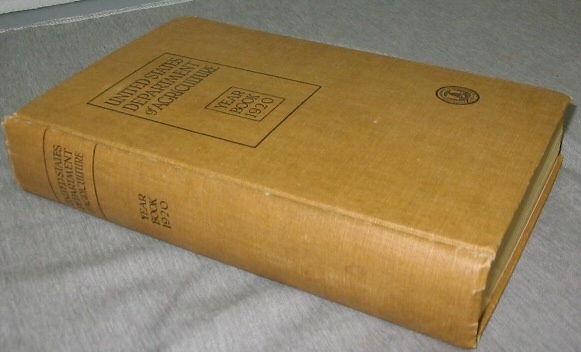 UNITED STATES
DEPARTMENT
of AGRICULTURE
YEAR
BOOK
1920
UNITED STATES
DEPARTMENT
of AGRICULTURE
YEAR
BOOK
1920